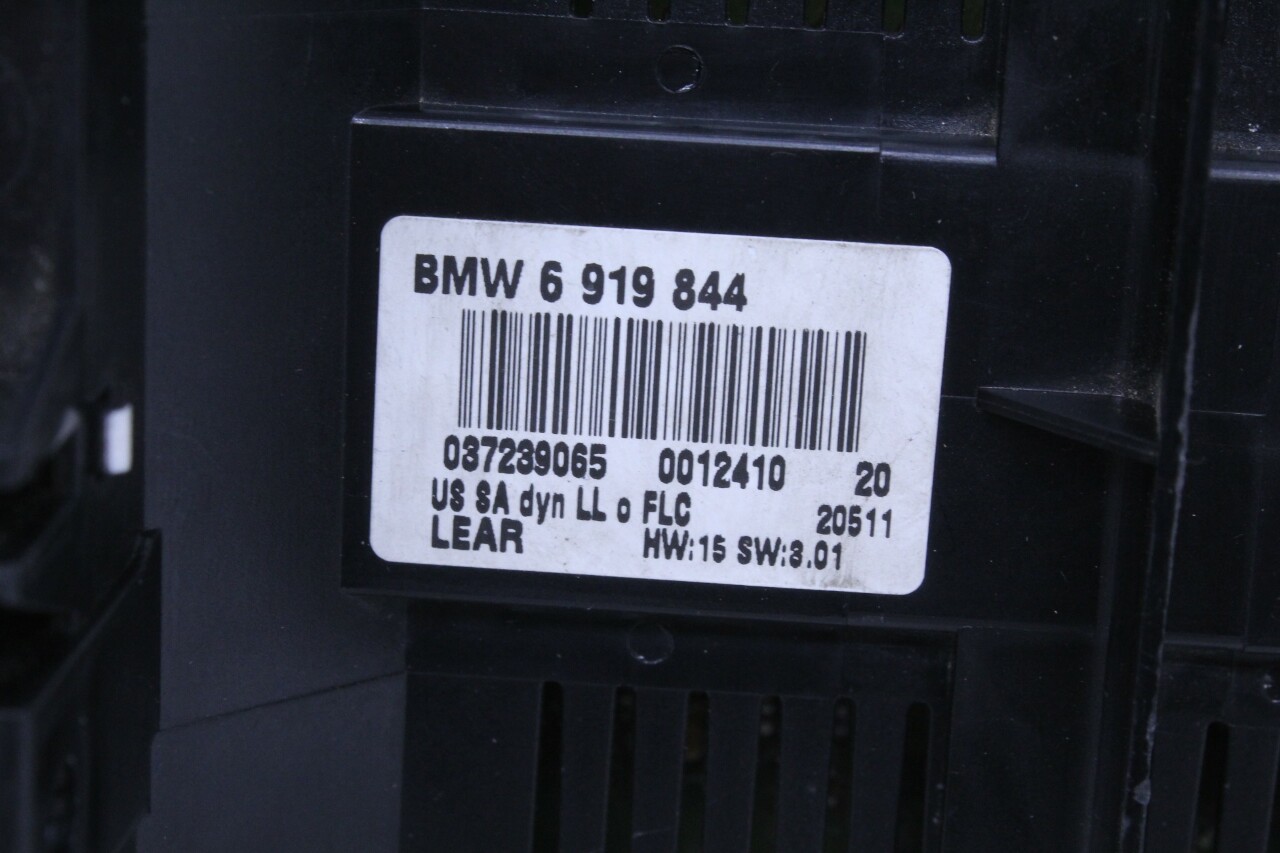 BMW 6 919 844
037239065 0012410 20
US SA dyn LL o FLC 20511
LEAR HW:15 SW:3.01